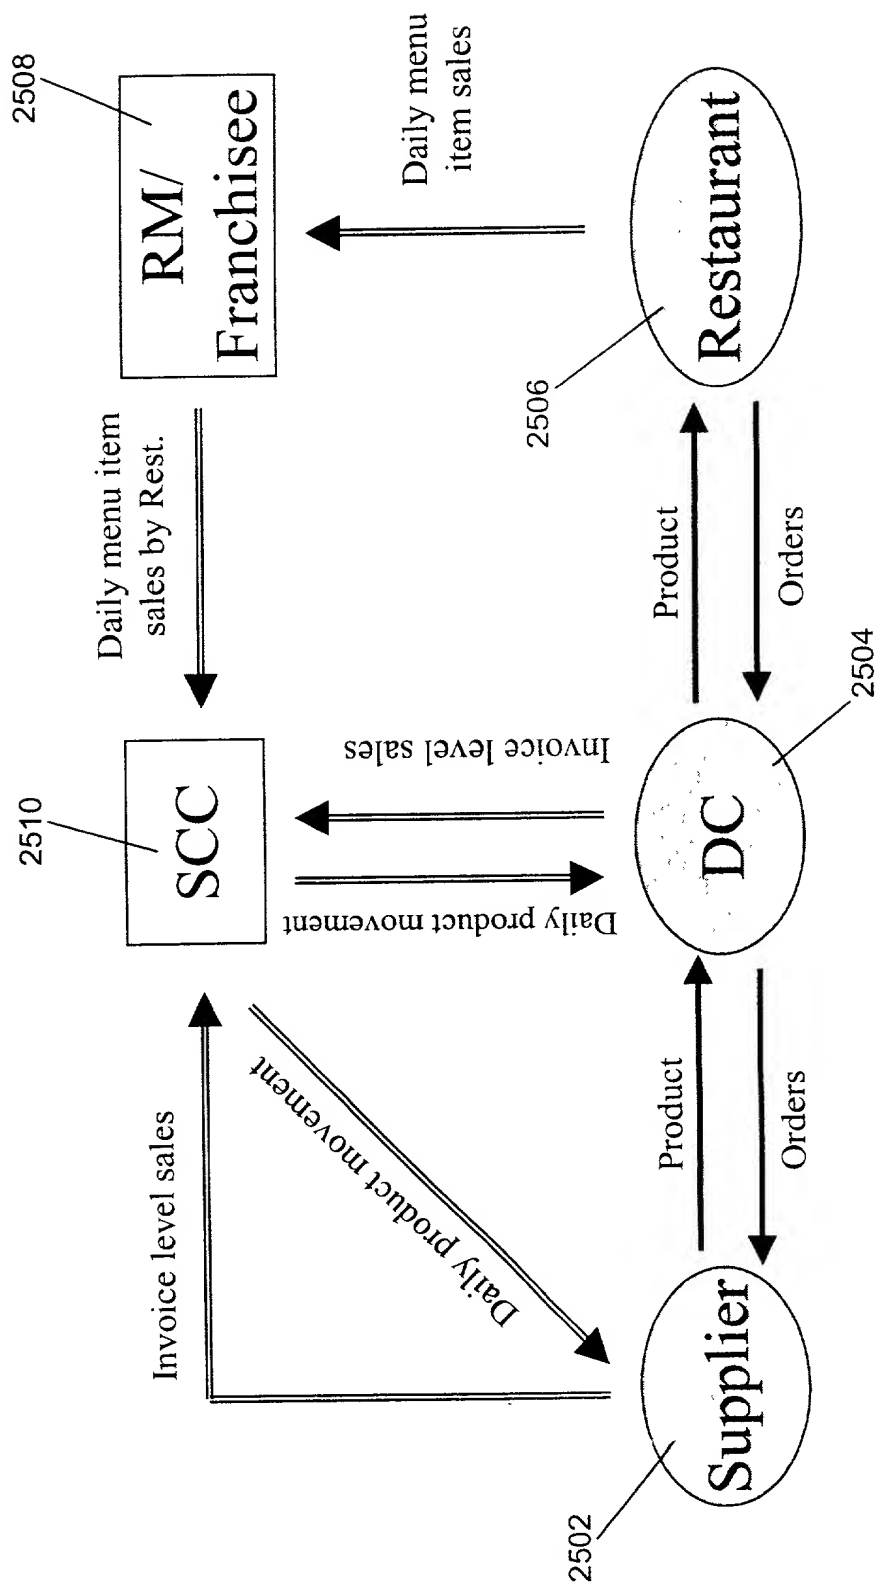 2510
2508
SCC
RM/
Franchisee
Invoice level sales
Daily menu item
sales by Rest.
Daily menu
item sales
Daily product movement
Daily product movement
Invoice level sales
2506
Product
Product
Supplier
DC
Restaurant
Orders
Orders
2502
2504